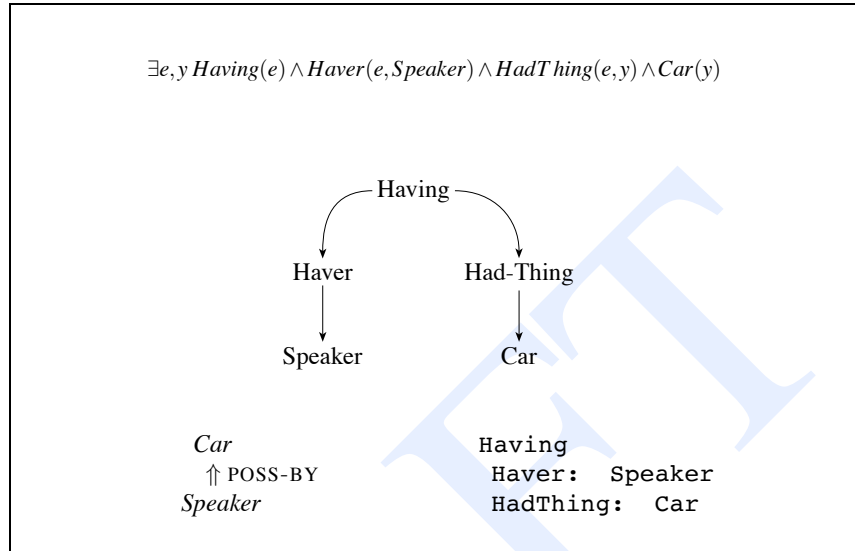 ∃e,y Having(e) ∧ Haver(e,Speaker) ∧ HadThing(e,y) ∧ Car(y)
Having
Haver Had-Thing
Speaker Car
Car
⇑ POSS-BY
Speaker
Having
Haver: Speaker
HadThing: Car
FT